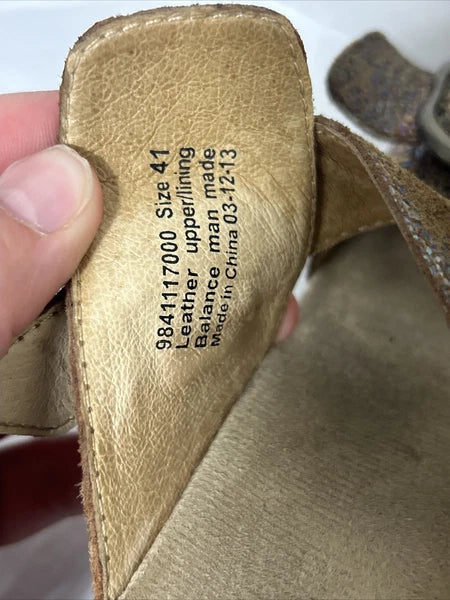 9841117000 Size 41
Leather upper/lining
Balance man made
Made in China 03-12-13